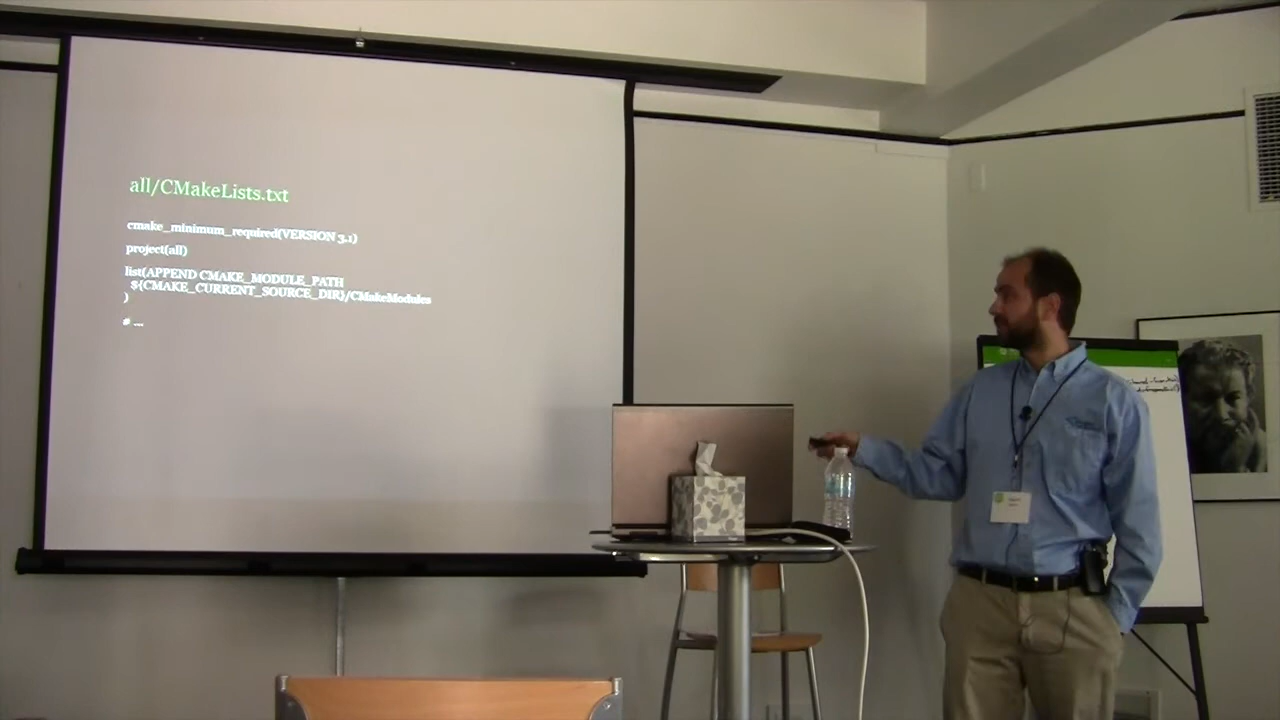 all/CMakeLists.txt
cmake_minimum_required(VERSION 3.1)
project(all)
list(APPEND CMAKE_MODULE_PATH
${CMAKE_CURRENT_SOURCE_DIR}/CMakeModules
)
# ...